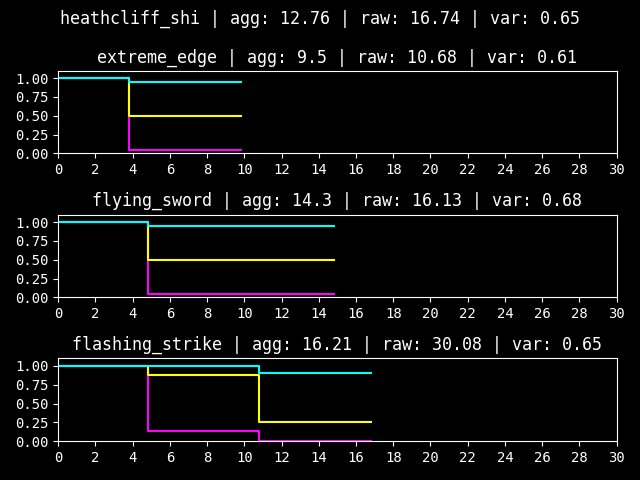 heathcliff_shi | agg: 12.76 | raw: 16.74 | var: 0.65
extreme_edge | agg: 9.5 | raw: 10.68 | var: 0.61
1.00
0.75
0.50
0.25
0.00
0 2 4 6 8 10 12 14 16 18 20 22 24 26 28 30
flying_sword | agg: 14.3 | raw: 16.13 | var: 0.68
1.00
0.75
0.50
0.25
0.00
0 2 4 6 8 10 12 14 16 18 20 22 24 26 28 30
flashing_strike | agg: 16.21 | raw: 30.08 | var: 0.65
1.00
0.75
0.50
0.25
0.00
0 2 4 6 8 10 12 14 16 18 20 22 24 26 28 30